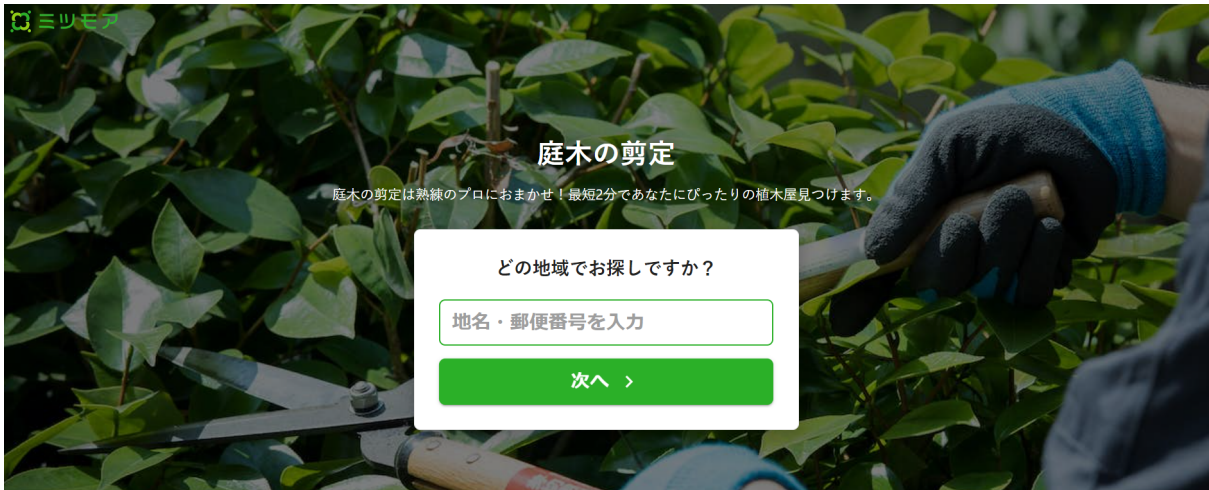 ミツモア
庭木の剪定
庭木の剪定は熟練のプロにおまかせ！最短2分であなたにぴったりの植木屋見つけます。
どの地域でお探しですか？
地名・郵便番号を入力
次へ